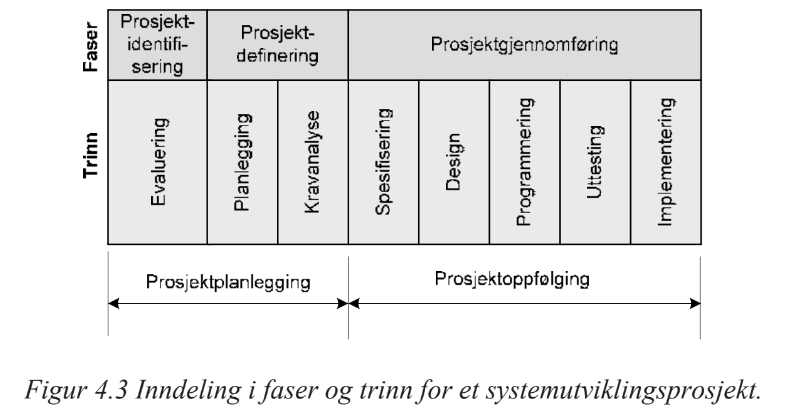 Faser
Prosjekt-
identifi-
sering
Prosjekt-
definering
Prosjektgjennomføring
Trinn
Evaluering
Planlegging
Kravanalyse
Spesifisering
Design
Programmering
Uttesting
Implementering
Prosjektplanlegging
Prosjektoppfølging
Figur 4.3 Inndeling i faser og trinn for et systemutviklingsprosjekt.